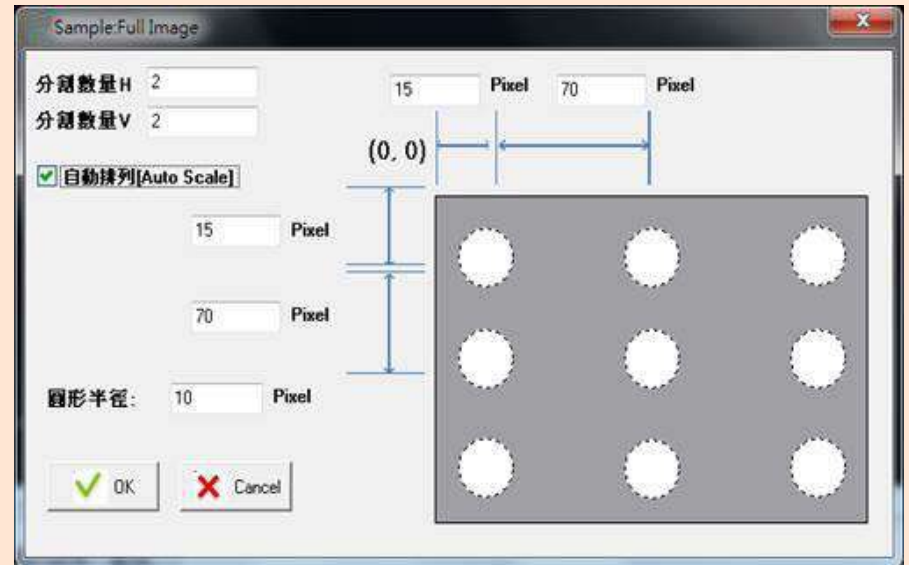 Sample:Full Image
分割數量H 2
分割數量V 2
15 Pixel 70 Pixel
(0, 0)
自動排列[Auto Scale]
15 Pixel
70 Pixel
圓形半徑: 10 Pixel
OK Cancel